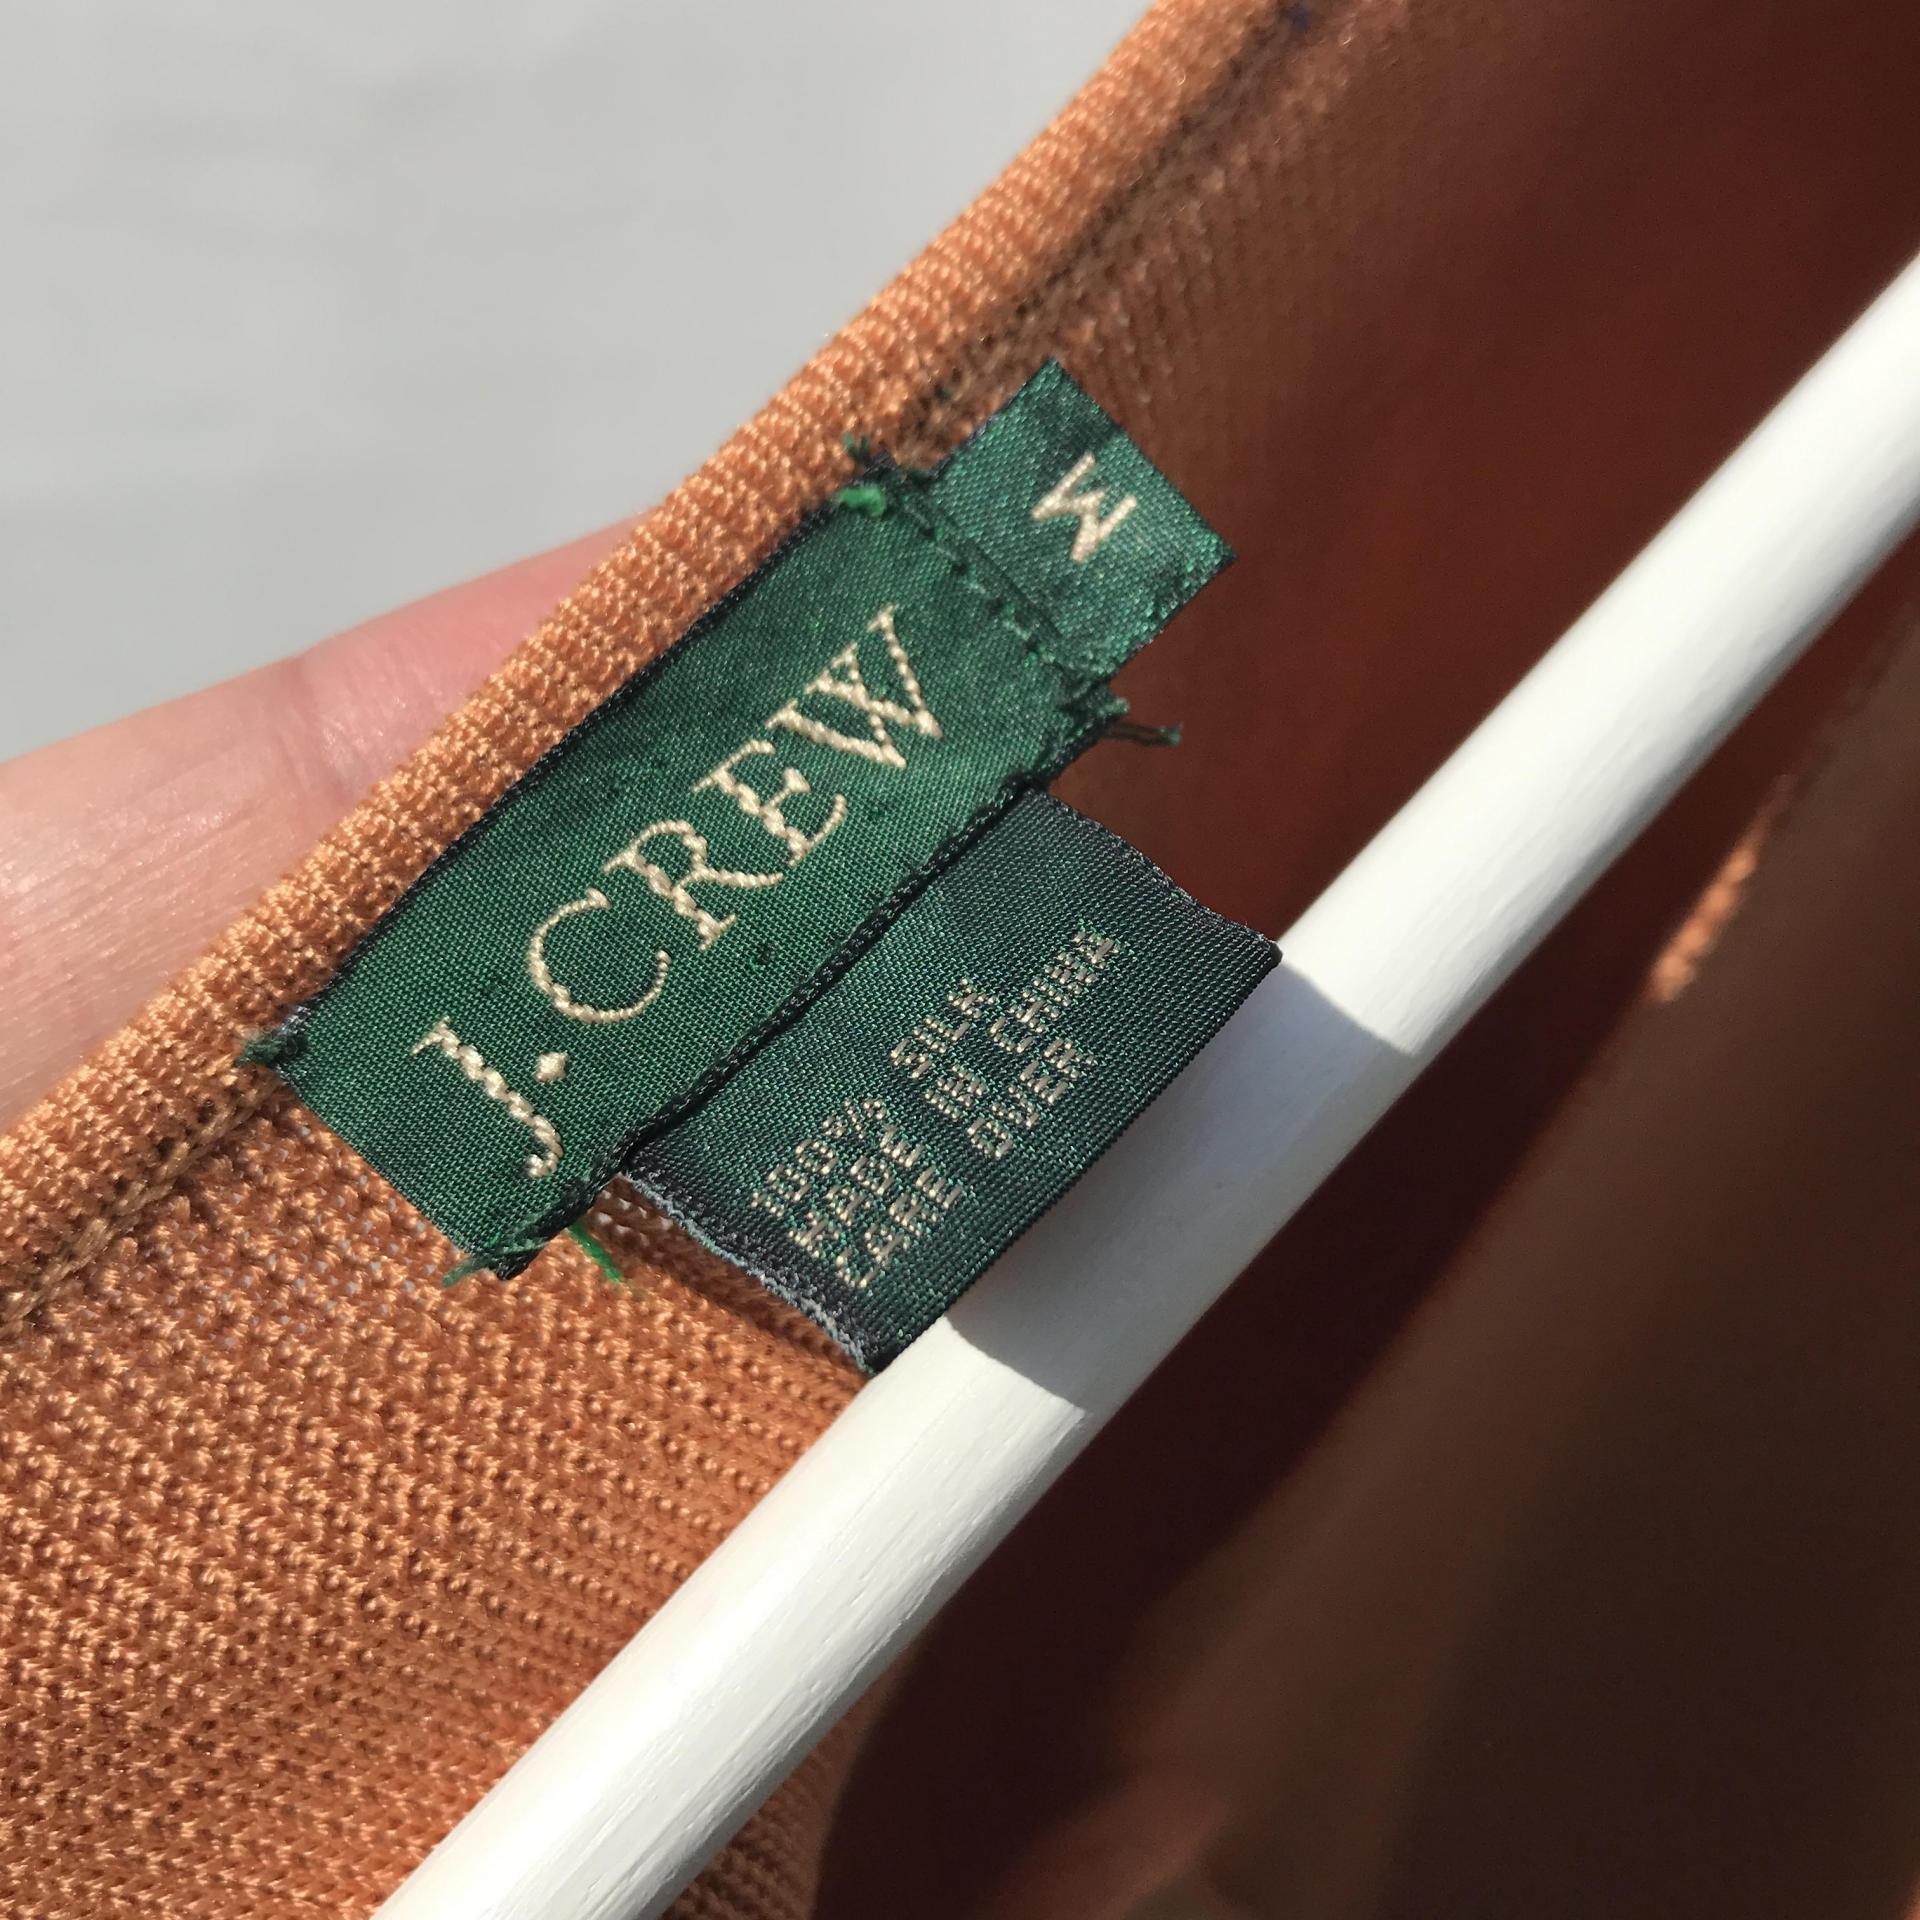 J.CREW
M
100% SILK
MADE IN CHINA
CARE OVER